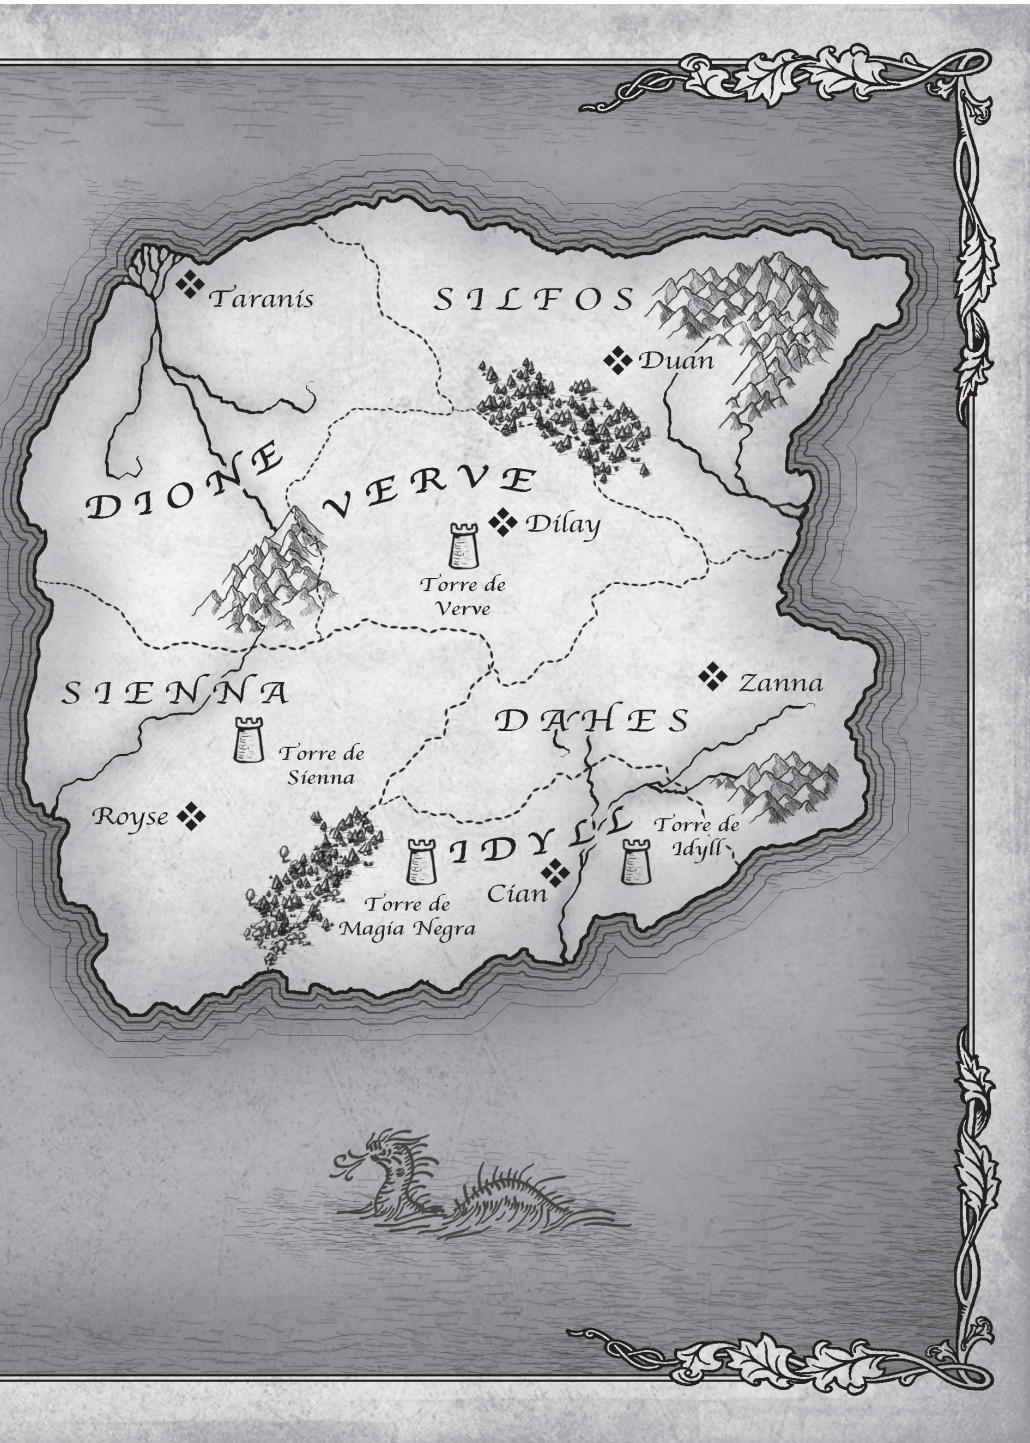 Taranis
SILFOS
Duan
DIONE
VERVE
Dilay
Torre de
Verve
SIENNA
Zanna
DAHES
Torre de
Sienna
Royse
IDYLL
Torre de
Idyll
Cian
Torre de
Magia Negra